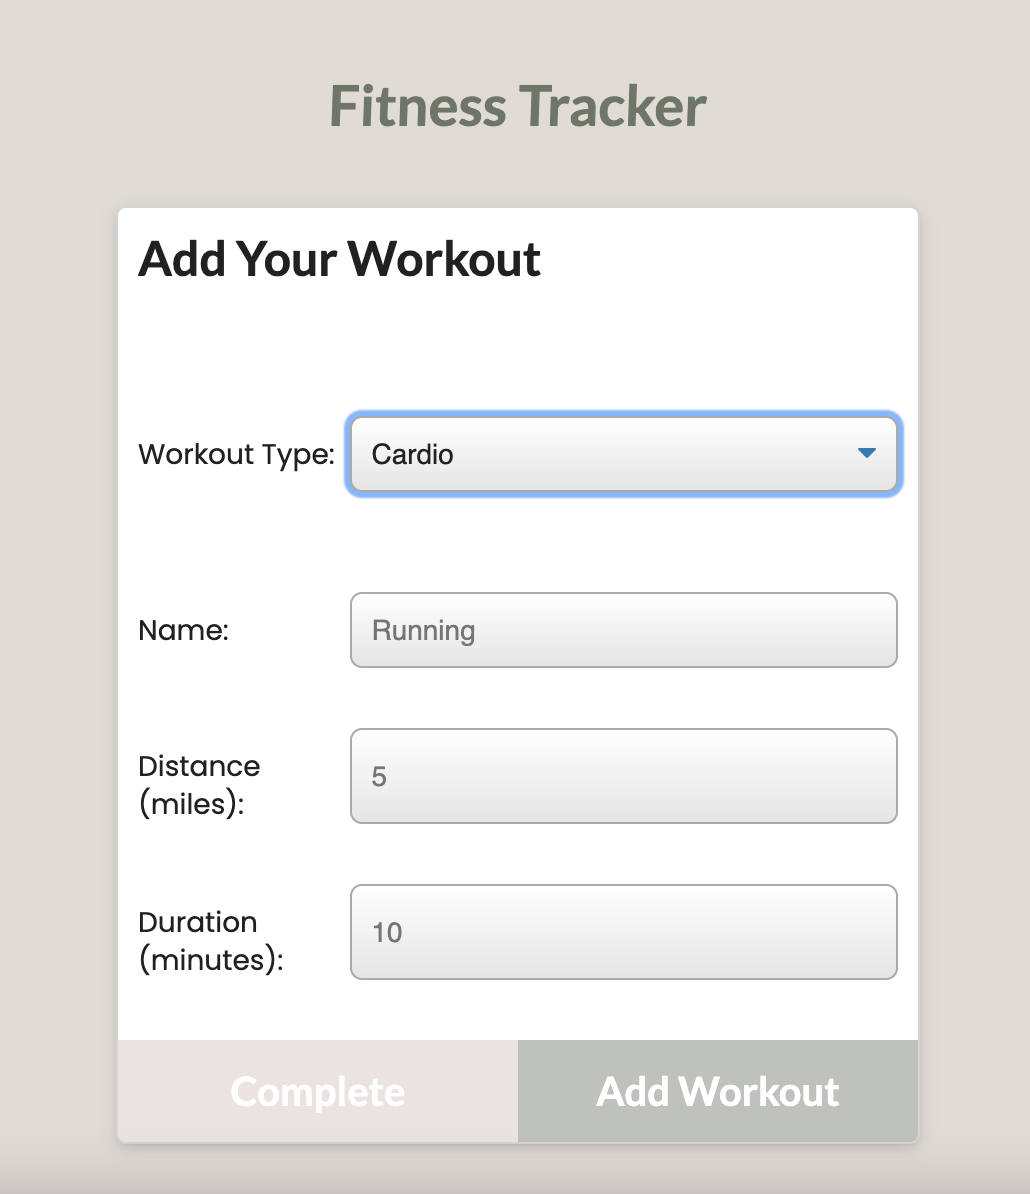 Fitness Tracker
Add Your Workout
Workout Type:
Cardio
Name:
Running
Distance
(miles):
5
Duration
(minutes):
10
Complete
Add Workout